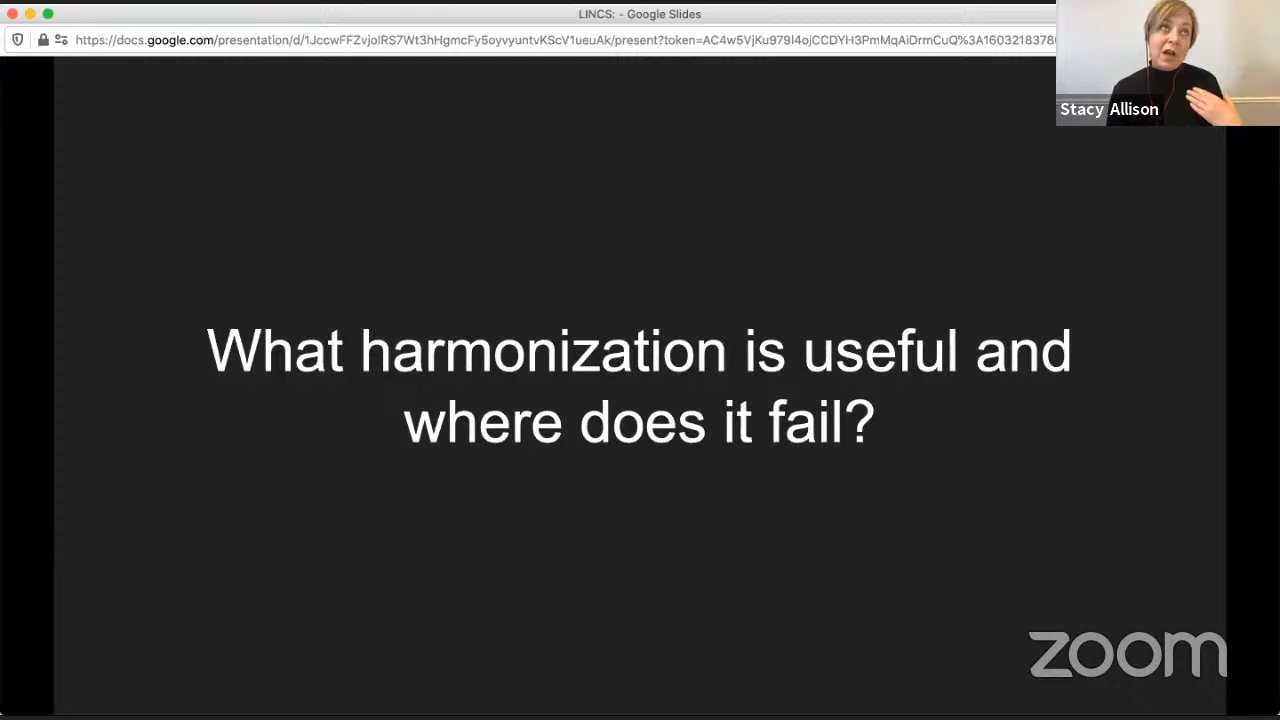 LINCS: - Google Slides
https://docs.google.com/presentation/d/1JccwFFZvjolRS7Wt3hHgmcFy5oyvyuntvKScV1ueuAk/present?token=AC4w5VjKu979I4ojCCDYH3PmMqAiDrmCuQ%3A1603218378
Stacy Allison
What harmonization is useful and
where does it fail?
zoom